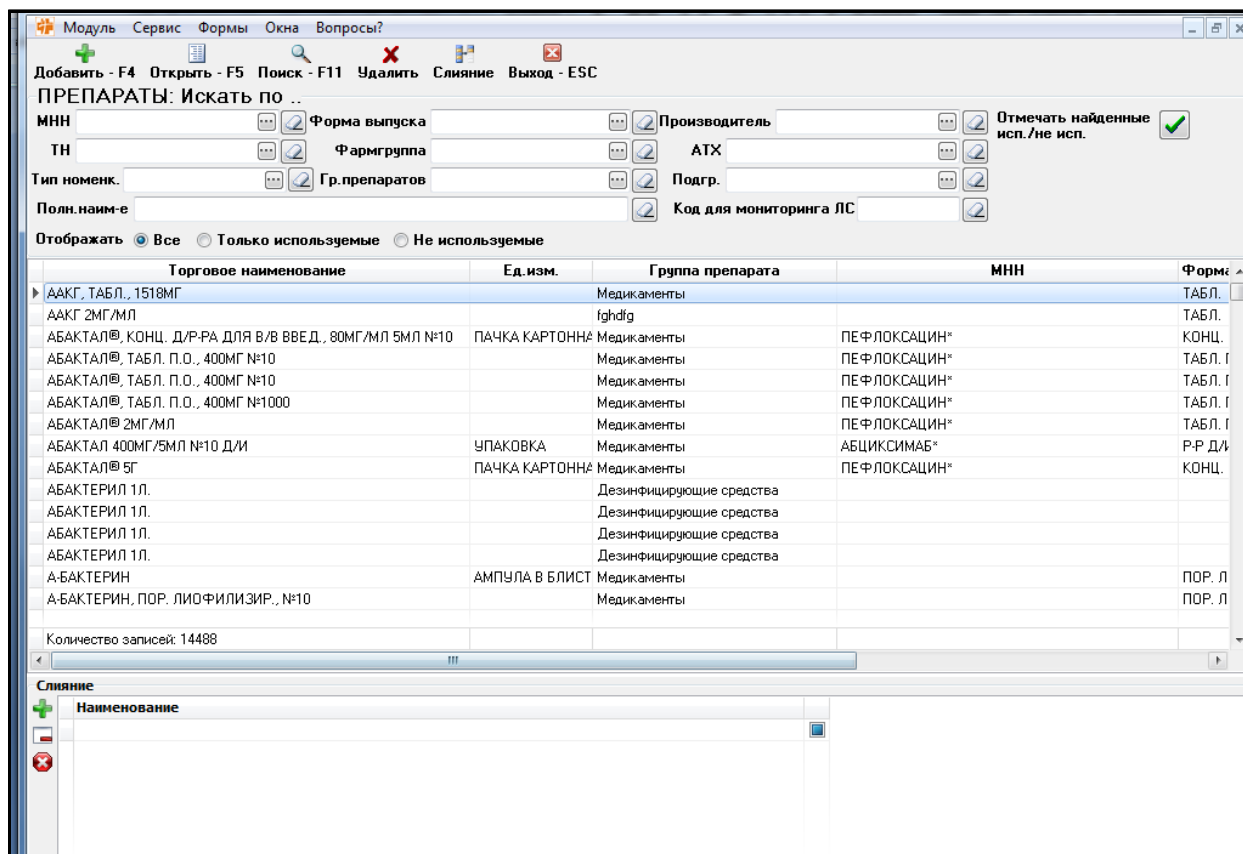 Модуль Сервис Формы Окна Вопросы?
Добавить - F4 Открыть - F5 Поиск - F11 Удалить Слияние Выход - ESC
ПРЕПАРАТЫ: Искать по ..
МНН Форма выпуска Производитель Отмечать найденные
исп./не исп.
ТН Фармгруппа АТХ
Тип номенк. Гр.препаратов Подгр.
Полн.наим-е Код для мониторинга ЛС
Отображать Все Только используемые Не используемые
Торговое наименование Ед.изм. Группа препарата МНН Форма
ААКГ, ТАБЛ., 1518МГ Медикаменты ТАБЛ.
ААКГ 2МГ/МЛ fghdfg ТАБЛ.
АБАКТАЛ®, КОНЦ. Д/Р-РА ДЛЯ В/В ВВЕД., 80МГ/МЛ 5МЛ №10 ПАЧКА КАРТОННА Медикаменты ПЕФЛОКСАЦИН* КОНЦ.
АБАКТАЛ®, ТАБЛ. П.О., 400МГ №10 Медикаменты ПЕФЛОКСАЦИН* ТАБЛ. П
АБАКТАЛ®, ТАБЛ. П.О., 400МГ №10 Медикаменты ПЕФЛОКСАЦИН* ТАБЛ. П
АБАКТАЛ®, ТАБЛ. П.О., 400МГ №1000 Медикаменты ПЕФЛОКСАЦИН* ТАБЛ. П
АБАКТАЛ® 2МГ/МЛ Медикаменты ПЕФЛОКСАЦИН* ТАБЛ. П
АБАКТАЛ 400МГ/5МЛ №10 Д/И УПАКОВКА Медикаменты АБЦИКСИМАБ* Р-Р Д/И
АБАКТАЛ® 5Г ПАЧКА КАРТОННА Медикаменты ПЕФЛОКСАЦИН* КОНЦ.
АБАКТЕРИЛ 1Л. Дезинфицирующие средства
АБАКТЕРИЛ 1Л. Дезинфицирующие средства
АБАКТЕРИЛ 1Л. Дезинфицирующие средства
АБАКТЕРИЛ 1Л. Дезинфицирующие средства
А-БАКТЕРИН АМПУЛА В БЛИСТ Медикаменты ПОР. Л
А-БАКТЕРИН, ПОР. ЛИОФИЛИЗИР., №10 Медикаменты ПОР. Л
Количество записей: 14488
Слияние
Наименование